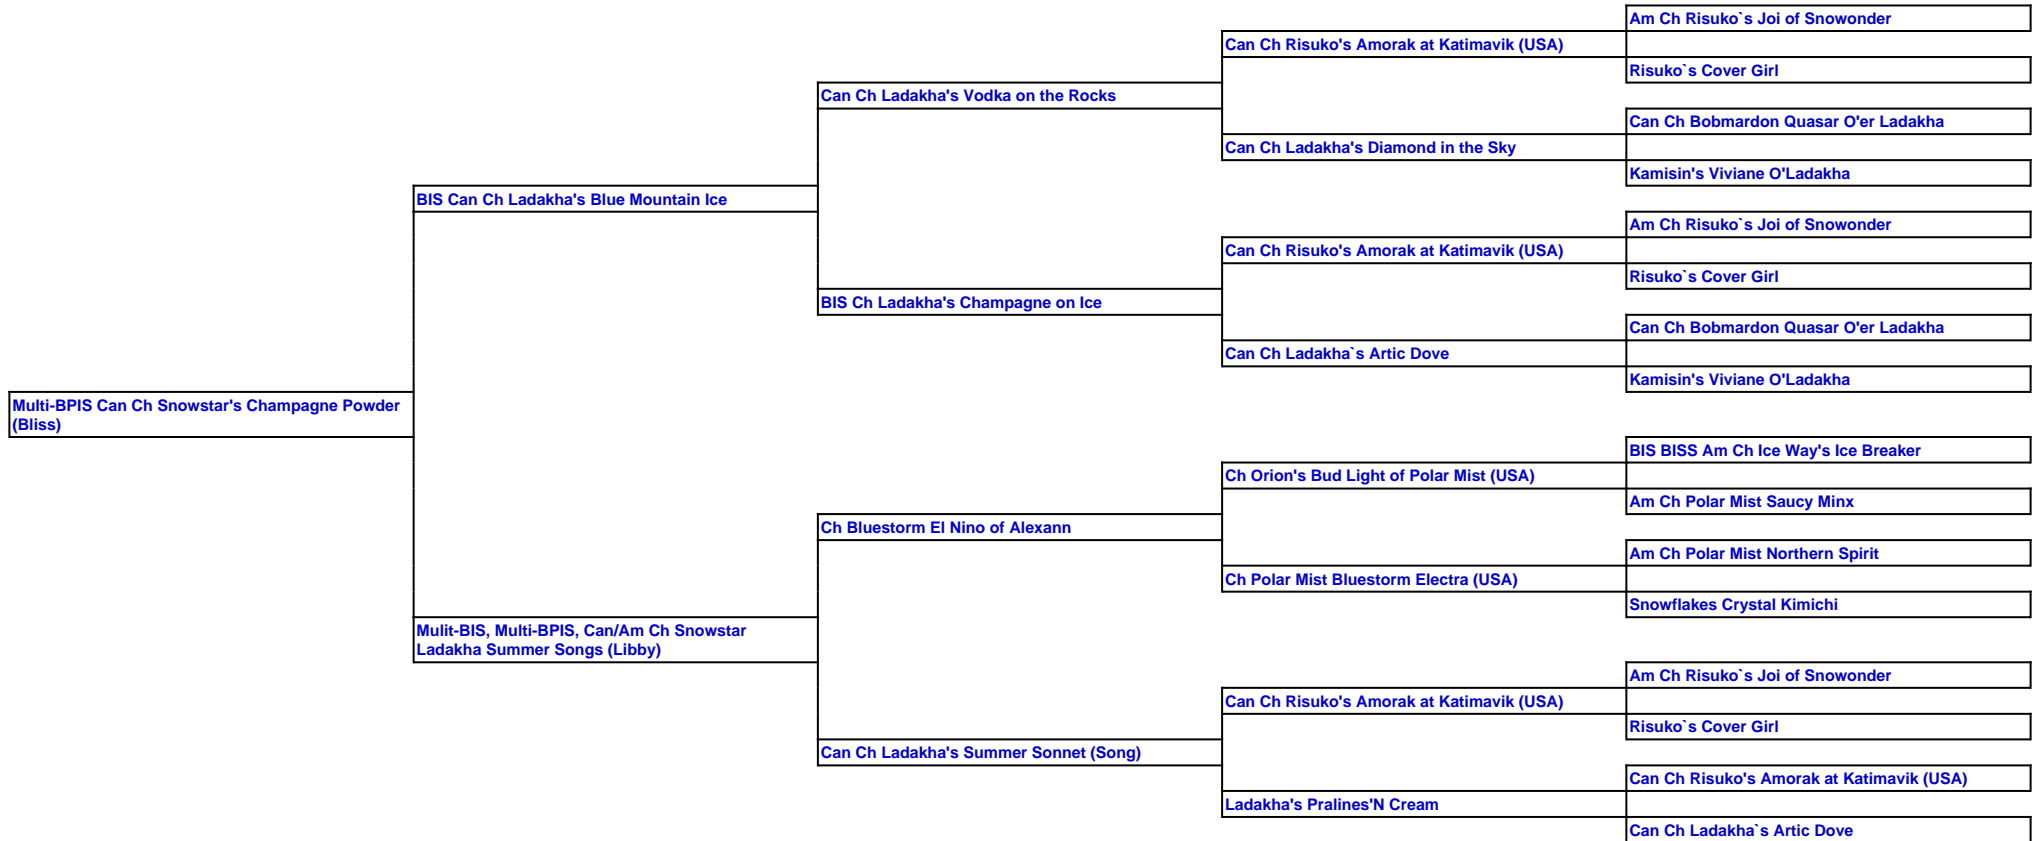 Am Ch Risuko`s Joi of Snowonder
Can Ch Risuko's Amorak at Katimavik (USA)
Risuko`s Cover Girl
Can Ch Ladakha's Vodka on the Rocks
Can Ch Bobmardon Quasar O'er Ladakha
Can Ch Ladakha's Diamond in the Sky
Kamisin's Viviane O'Ladakha
BIS Can Ch Ladakha's Blue Mountain Ice
Am Ch Risuko`s Joi of Snowonder
Can Ch Risuko's Amorak at Katimavik (USA)
Risuko`s Cover Girl
BIS Ch Ladakha's Champagne on Ice
Can Ch Bobmardon Quasar O'er Ladakha
Can Ch Ladakha`s Artic Dove
Kamisin's Viviane O'Ladakha
Multi-BPIS Can Ch Snowstar's Champagne Powder
(Bliss)
BIS BISS Am Ch Ice Way's Ice Breaker
Ch Orion's Bud Light of Polar Mist (USA)
Am Ch Polar Mist Saucy Minx
Ch Bluestorm El Nino of Alexann
Am Ch Polar Mist Northern Spirit
Ch Polar Mist Bluestorm Electra (USA)
Snowflakes Crystal Kimichi
Mulit-BIS, Multi-BPIS, Can/Am Ch Snowstar
Ladakha Summer Songs (Libby)
Am Ch Risuko`s Joi of Snowonder
Can Ch Risuko's Amorak at Katimavik (USA)
Risuko`s Cover Girl
Can Ch Ladakha's Summer Sonnet (Song)
Can Ch Risuko's Amorak at Katimavik (USA)
Ladakha's Pralines'N Cream
Can Ch Ladakha`s Artic Dove